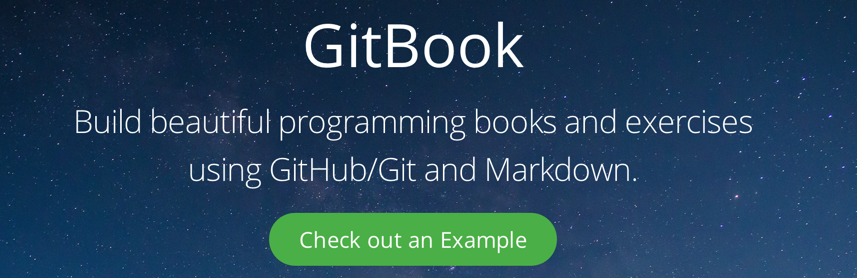 GitBook
Build beautiful programming books and exercises
using GitHub/Git and Markdown.
Check out an Example